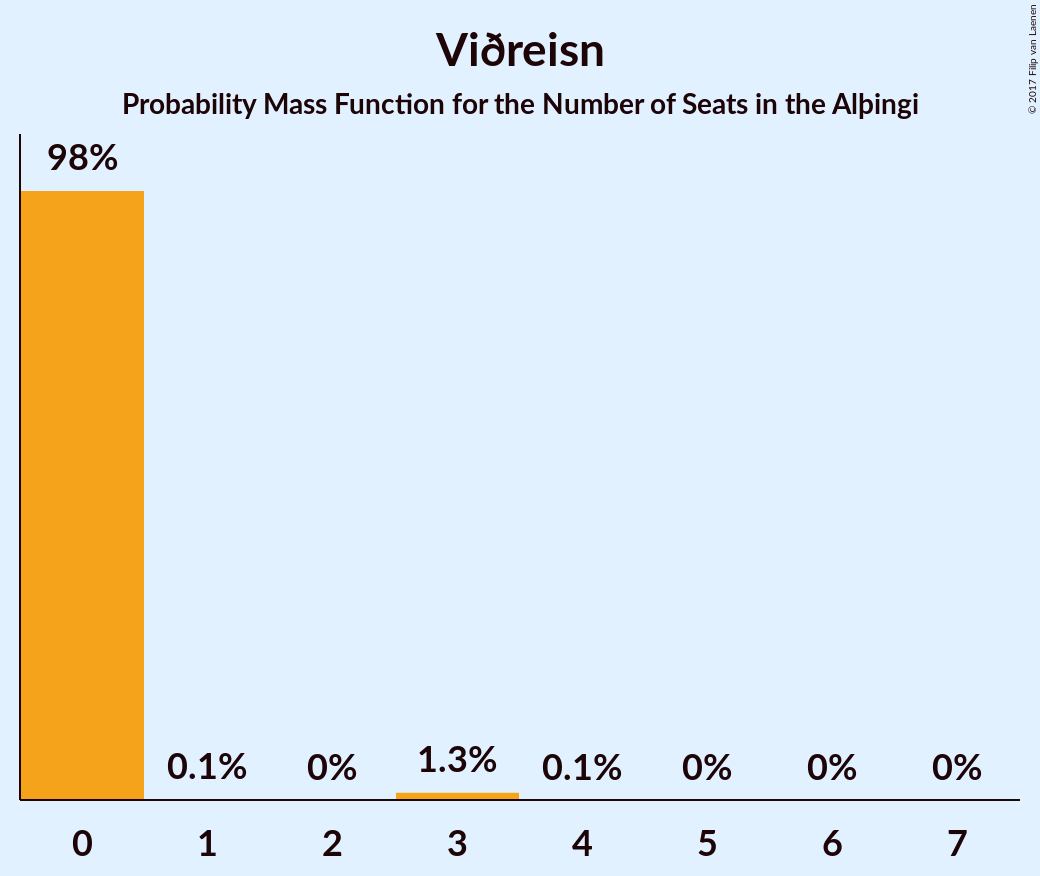 Viðreisn
Probability Mass Function for the Number of Seats in the Alþingi
© 2017 Filip van Laenen
98%
0.1%
0%
1.3%
0.1%
0%
0%
0%
0 1 2 3 4 5 6 7